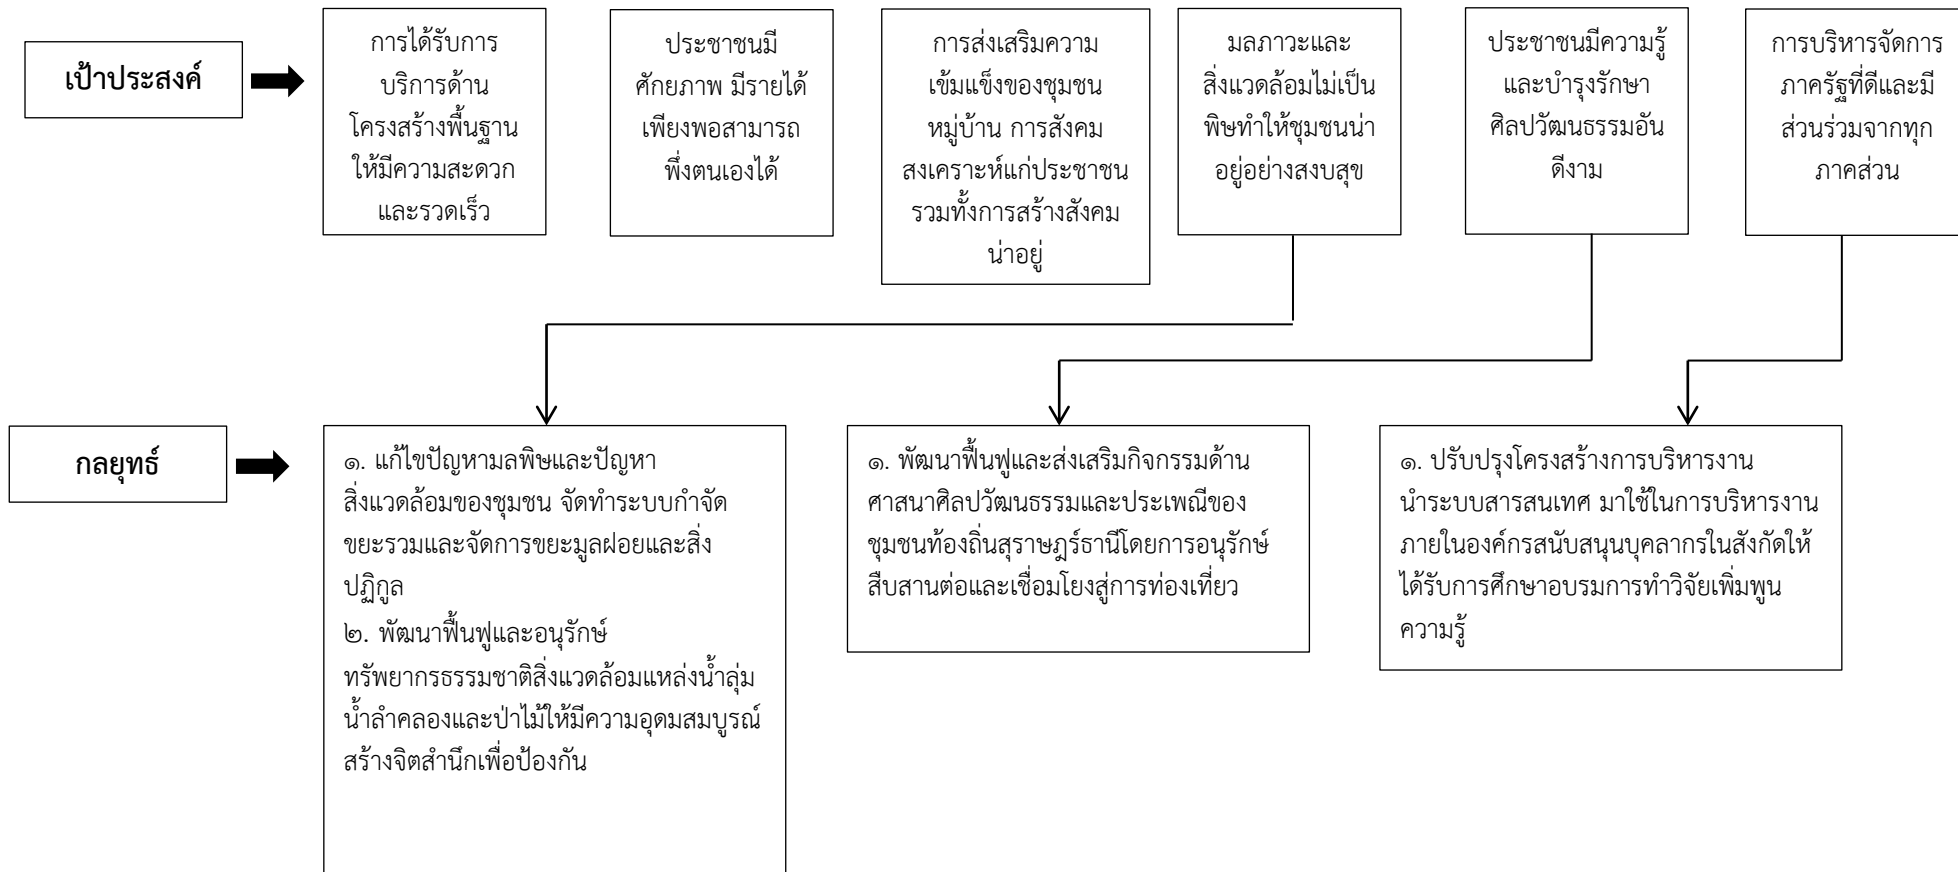 เป้าประสงค์
การได้รับการ
บริการด้าน
โครงสร้างพื้นฐาน
ให้มีความสะดวก
และรวดเร็ว
ประชาชนมี
ศักยภาพ มีรายได้
เพียงพอสามารถ
พึ่งตนเองได้
การส่งเสริมความ
เข้มแข็งของชุมชน
หมู่บ้าน การสังคม
สงเคราะห์แก่ประชาชน
รวมทั้งการสร้างสังคม
น่าอยู่
มลภาวะและ
สิ่งแวดล้อมไม่เป็น
พิษทำให้ชุมชนน่า
อยู่อย่างสงบสุข
ประชาชนมีความรู้
และบำรุงรักษา
ศิลปวัฒนธรรมอัน
ดีงาม
การบริหารจัดการ
ภาครัฐที่ดีและมี
ส่วนร่วมจากทุก
ภาคส่วน
กลยุทธ์
๑. แก้ไขปัญหามลพิษและปัญหา
สิ่งแวดล้อมของชุมชน จัดทำระบบกำจัด
ขยะรวมและจัดการขยะมูลฝอยและสิ่ง
ปฏิกูล
๒. พัฒนาฟื้นฟูและอนุรักษ์
ทรัพยากรธรรมชาติสิ่งแวดล้อมแหล่งน้ำลุ่ม
น้ำลำคลองและป่าไม้ให้มีความอุดมสมบูรณ์
สร้างจิตสำนึกเพื่อป้องกัน
๑. พัฒนาฟื้นฟูและส่งเสริมกิจกรรมด้าน
ศาสนาศิลปวัฒนธรรมและประเพณีของ
ชุมชนท้องถิ่นสุราษฎร์ธานีโดยการอนุรักษ์
สืบสานต่อและเชื่อมโยงสู่การท่องเที่ยว
๑. ปรับปรุงโครงสร้างการบริหารงาน
นำระบบสารสนเทศ มาใช้ในการบริหารงาน
ภายในองค์กรสนับสนุนบุคลากรในสังกัดให้
ได้รับการศึกษาอบรมการทำวิจัยเพิ่มพูน
ความรู้